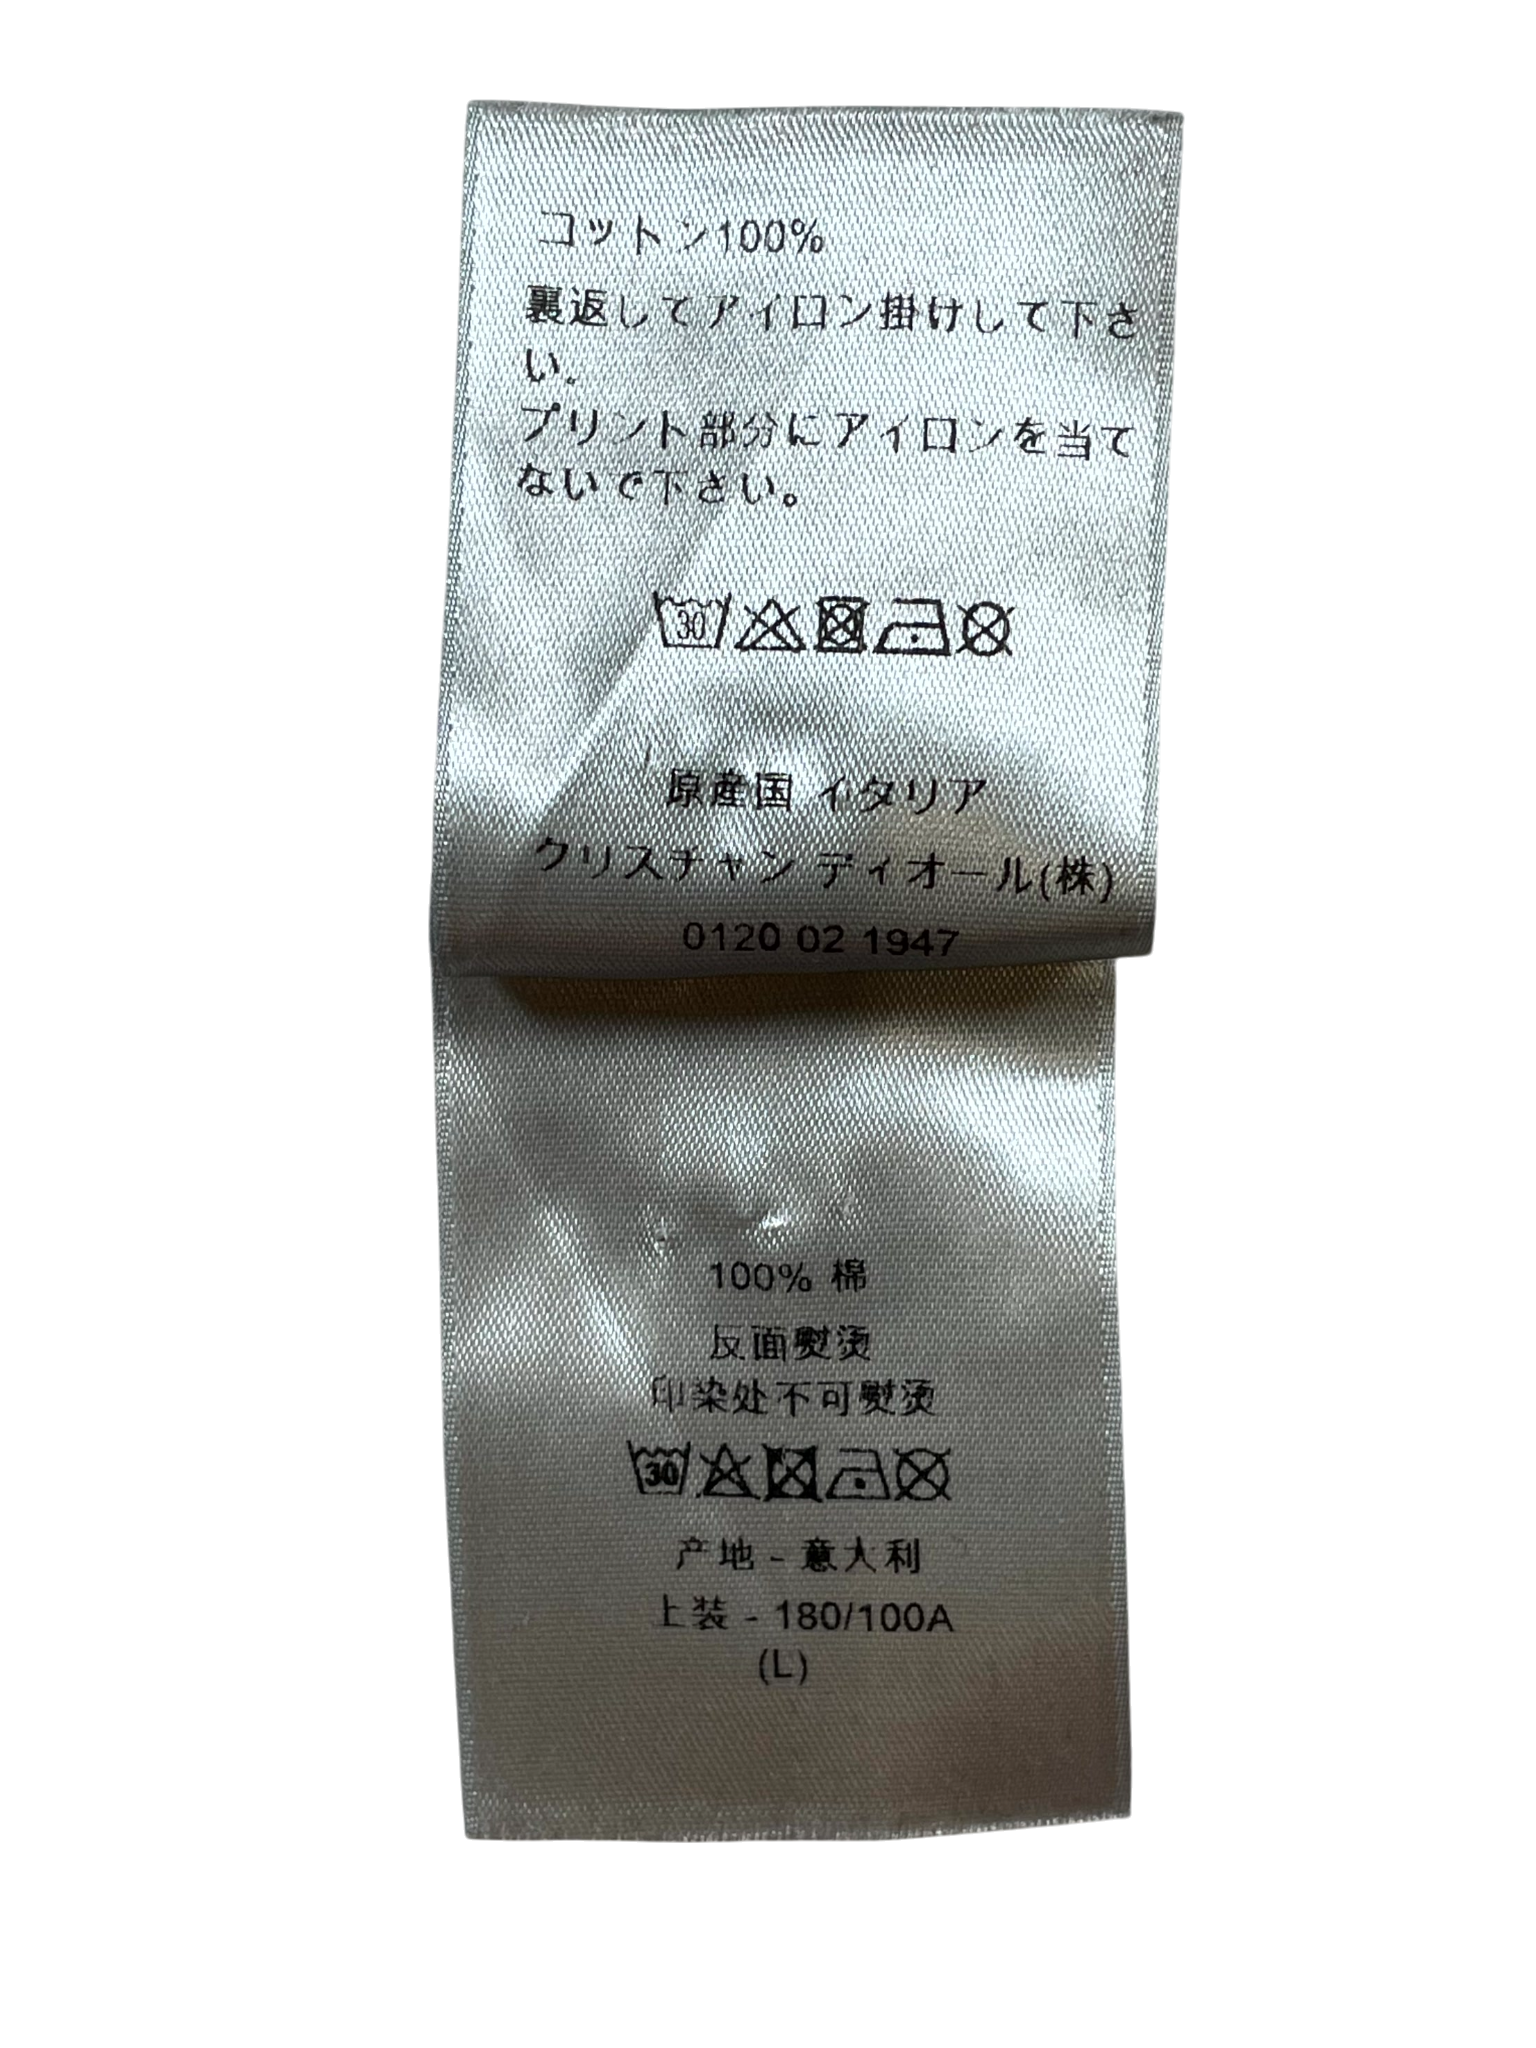 コットン100%
裏返してアイロン掛けして下さ
い。
プリント部分にアイロンを当て
ないで下さい。
30
原産国 イタリア
クリスチャン ディオール(株)
0120 02 1947
100% 棉
反面熨烫
印染处不可熨烫
30
产地 - 意大利
上装 - 180/100A
(L)